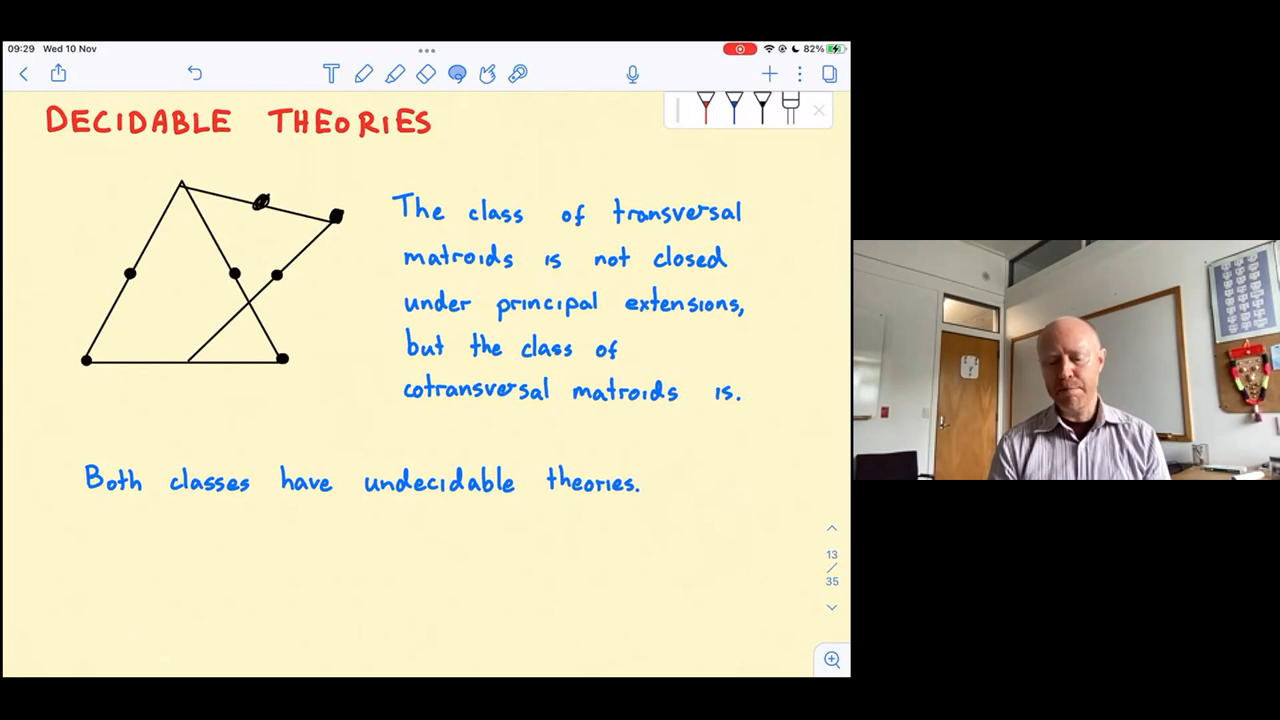 09:29 Wed 10 Nov
82%
DECIDABLE THEORIES
The class of transversal
matroids is not closed
under principal extensions,
but the class of
cotransversal matroids is.
Both classes have undecidable theories.
13
/
35